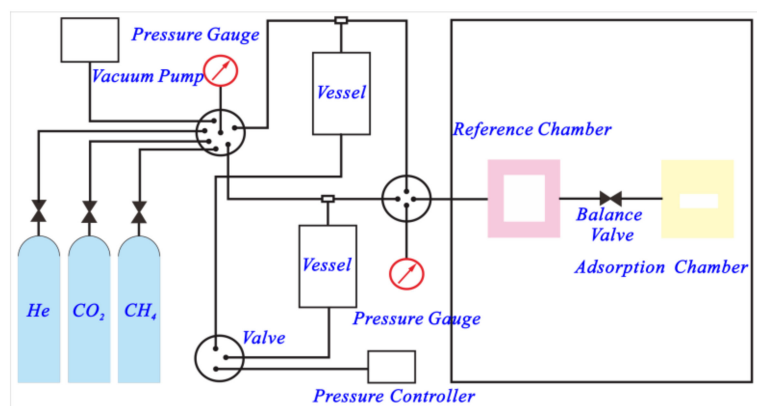 Pressure Gauge
Vacuum Pump
Vessel
Reference Chamber
Balance
Valve
Adsorption Chamber
Vessel
He
CO₂
CH₄
Pressure Gauge
Valve
Pressure Controller